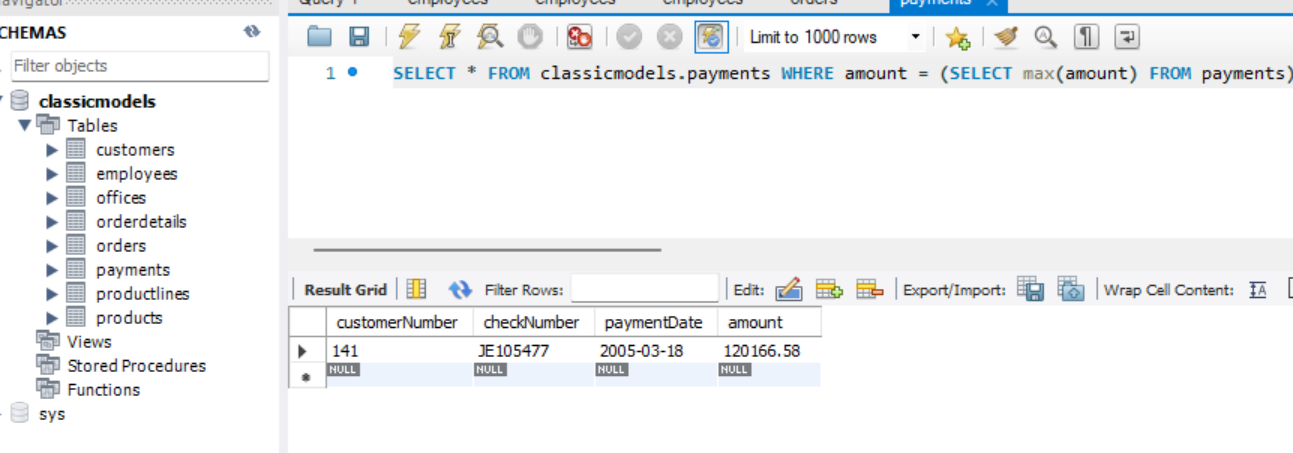 Navigator
Query 1 employees employees employees orders payments
SCHEMAS
Filter objects
classicmodels
Tables
customers
employees
offices
orderdetails
orders
payments
productlines
products
Views
Stored Procedures
Functions
sys
Limit to 1000 rows
1 SELECT * FROM classicmodels.payments WHERE amount = (SELECT max(amount) FROM payments)
Result Grid Filter Rows: Edit: Export/Import: Wrap Cell Content: IA
customerNumber checkNumber paymentDate amount
141 JE105477 2005-03-18 120166.58
NULL NULL NULL NULL